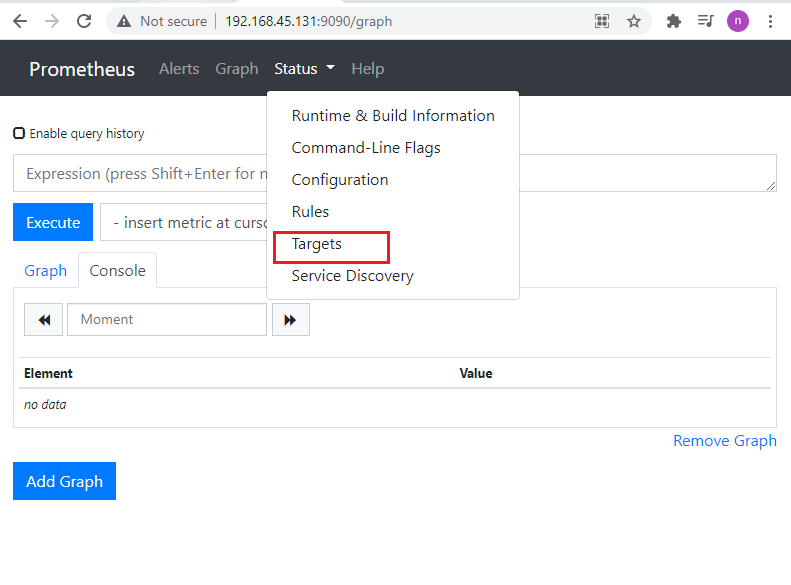 Not secure 192.168.45.131:9090/graph n
Prometheus Alerts Graph Status Help
Runtime & Build Information
Enable query history
Command-Line Flags
Expression (press Shift+Enter for n
Configuration
Rules
Execute - insert metric at curso
Targets
Graph Console
Service Discovery
Moment
Element Value
no data
Remove Graph
Add Graph